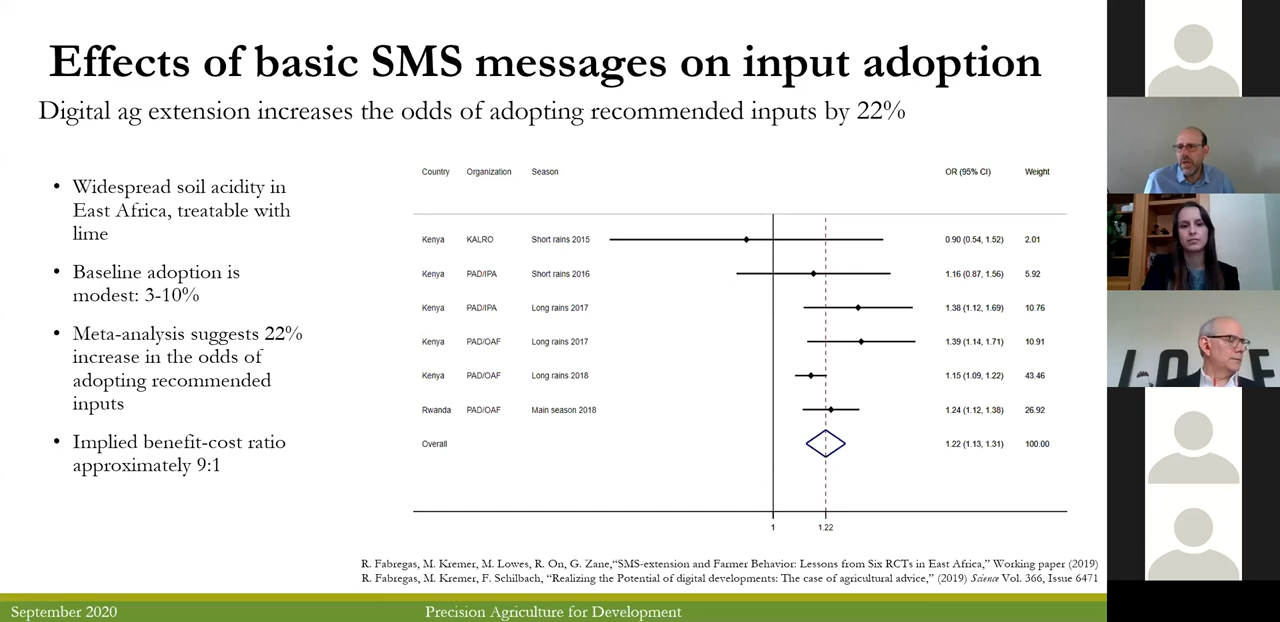 Effects of basic SMS messages on input adoption
Digital ag extension increases the odds of adopting recommended inputs by 22%
• Widespread soil acidity in
East Africa, treatable with
lime
• Baseline adoption is
modest: 3-10%
• Meta-analysis suggests 22%
increase in the odds of
adopting recommended
inputs
• Implied benefit-cost ratio
approximately 9:1
Country Organization Season OR (95% CI) Weight
Kenya KALRO Short rains 2015 0.90 (0.54, 1.52) 2.01
Kenya PAD/IPA Short rains 2016 1.16 (0.87, 1.56) 5.92
Kenya PAD/IPA Long rains 2017 1.38 (1.12, 1.69) 10.76
Kenya PAD/OAF Long rains 2017 1.39 (1.14, 1.71) 10.91
Kenya PAD/OAF Long rains 2018 1.15 (1.09, 1.22) 43.46
Rwanda PAD/OAF Main season 2018 1.24 (1.12, 1.38) 26.92
Overall 1.22 (1.13, 1.31) 100.00
1 1.22
R. Fabregas, M. Kremer, M. Lowes, R. On, G. Zane,“SMS-extension and Farmer Behavior: Lessons from Six RCTs in East Africa,” Working paper (2019)
R. Fabregas, M. Kremer, F. Schilbach, “Realizing the Potential of digital developments: The case of agricultural advice,” (2019) Science Vol. 366, Issue 6471
September 2020 Precision Agriculture for Development